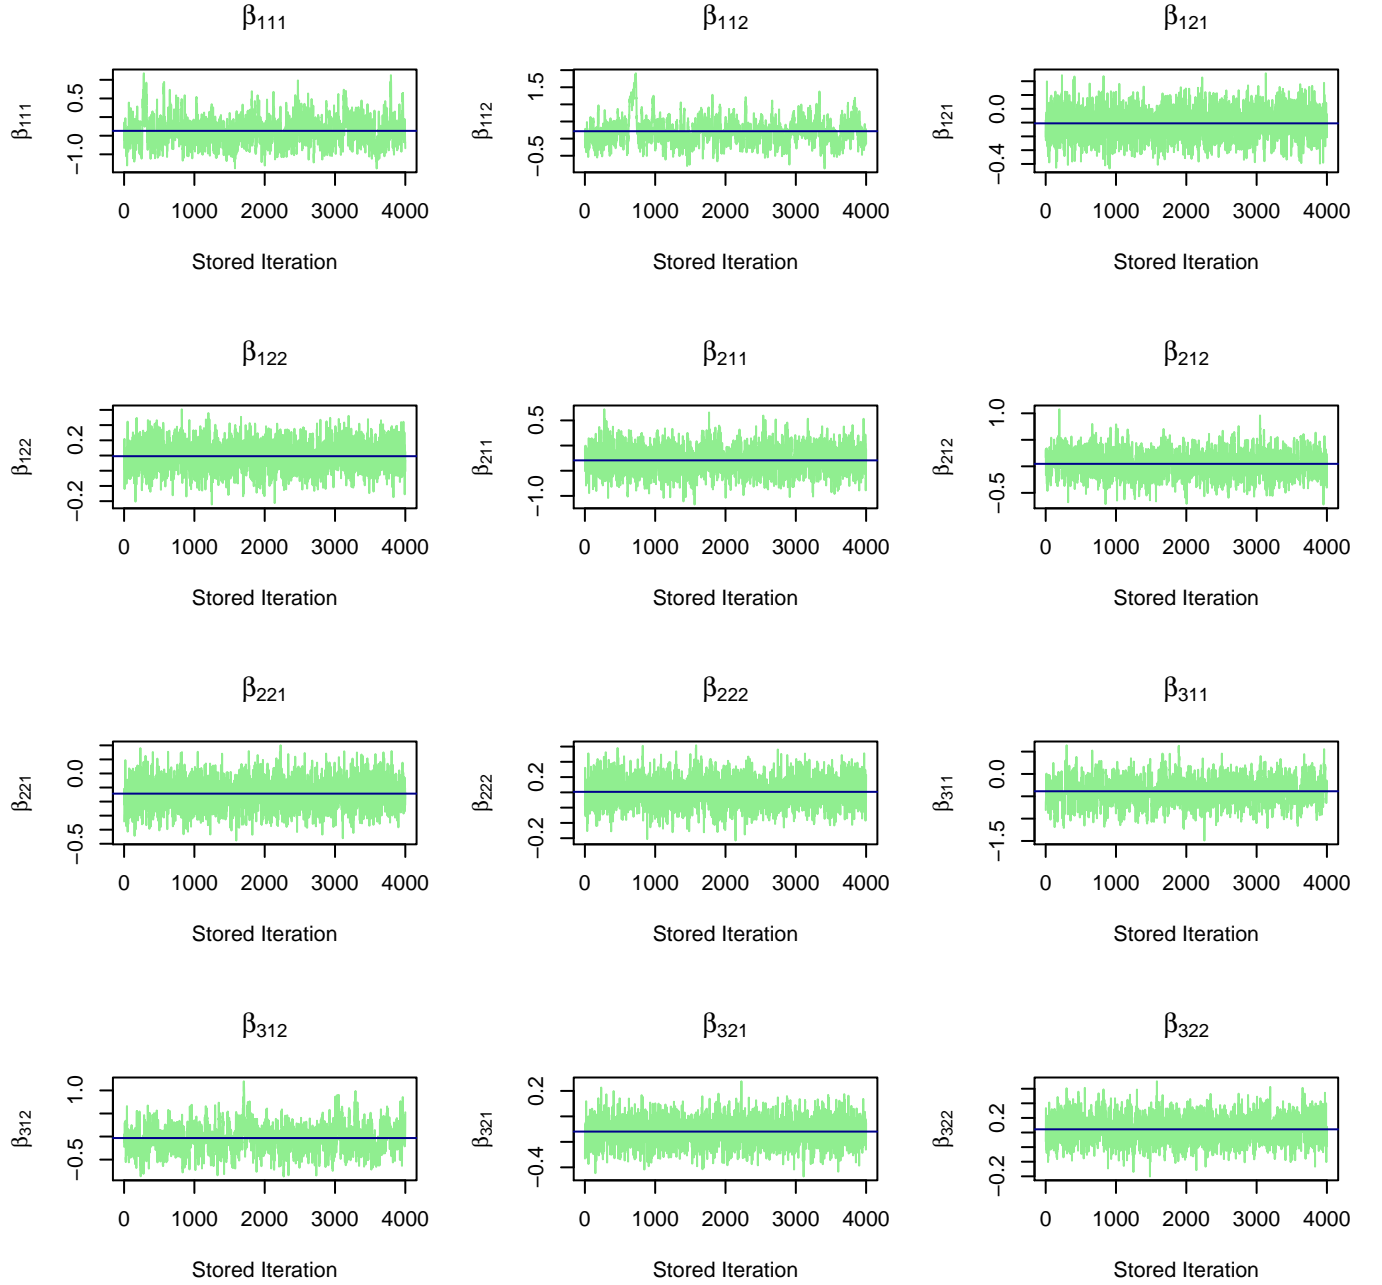 β111 β112 β121
β111 0.5 −1.0
β112 1.5 −0.5
β121 0.0 −0.4
0 1000 2000 3000 4000 0 1000 2000 3000 4000 0 1000 2000 3000 4000
Stored Iteration Stored Iteration Stored Iteration
β122 β211 β212
β122 0.2 −0.2
β211 0.5 −1.0
β212 1.0 −0.5
0 1000 2000 3000 4000 0 1000 2000 3000 4000 0 1000 2000 3000 4000
Stored Iteration Stored Iteration Stored Iteration
β221 β222 β311
β221 0.0 −0.5
β222 0.2 −0.2
β311 0.0 −1.5
0 1000 2000 3000 4000 0 1000 2000 3000 4000 0 1000 2000 3000 4000
Stored Iteration Stored Iteration Stored Iteration
β312 β321 β322
β312 1.0 −0.5
β321 0.2 −0.4
β322 0.2 −0.2
0 1000 2000 3000 4000 0 1000 2000 3000 4000 0 1000 2000 3000 4000
Stored Iteration Stored Iteration Stored Iteration